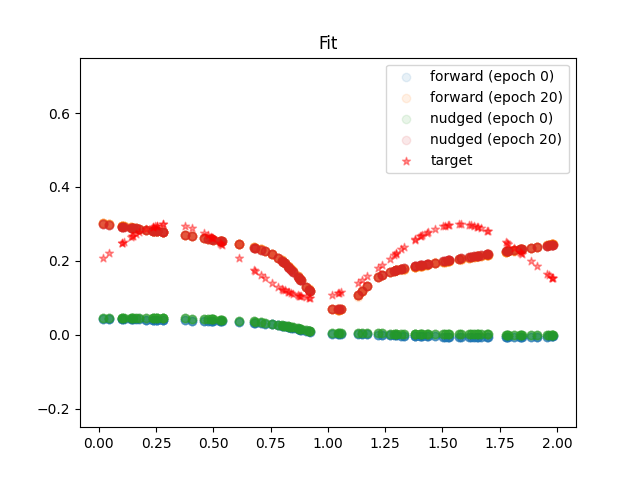 Fit
forward (epoch 0)
forward (epoch 20)
nudged (epoch 0)
nudged (epoch 20)
target
0.6
0.4
0.2
0.0
−0.2
0.00 0.25 0.50 0.75 1.00 1.25 1.50 1.75 2.00